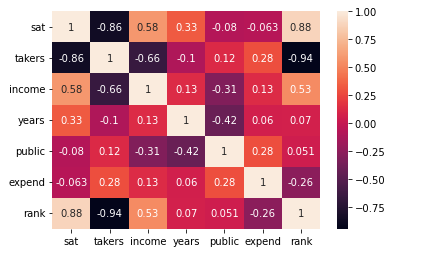 sat 1 -0.86 0.58 0.33 -0.08 -0.063 0.88
takers -0.86 1 -0.66 -0.1 0.12 0.28 -0.94
income 0.58 -0.66 1 0.13 -0.31 0.13 0.53
years 0.33 -0.1 0.13 1 -0.42 0.06 0.07
public -0.08 0.12 -0.31 -0.42 1 0.28 0.051
expend -0.063 0.28 0.13 0.06 0.28 1 -0.26
rank 0.88 -0.94 0.53 0.07 0.051 -0.26 1
sat takers income years public expend rank
1.00
0.75
0.50
0.25
0.00
-0.25
-0.50
-0.75